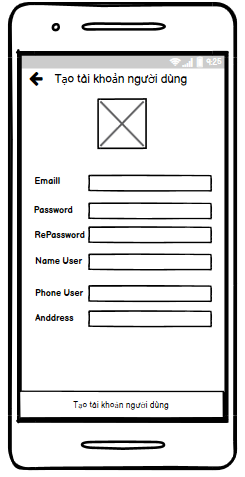 9:25
Tạo tài khoản người dùng
Emaill
Password
RePassword
Name User
Phone User
Anddress
Tạo tài khoản người dùng